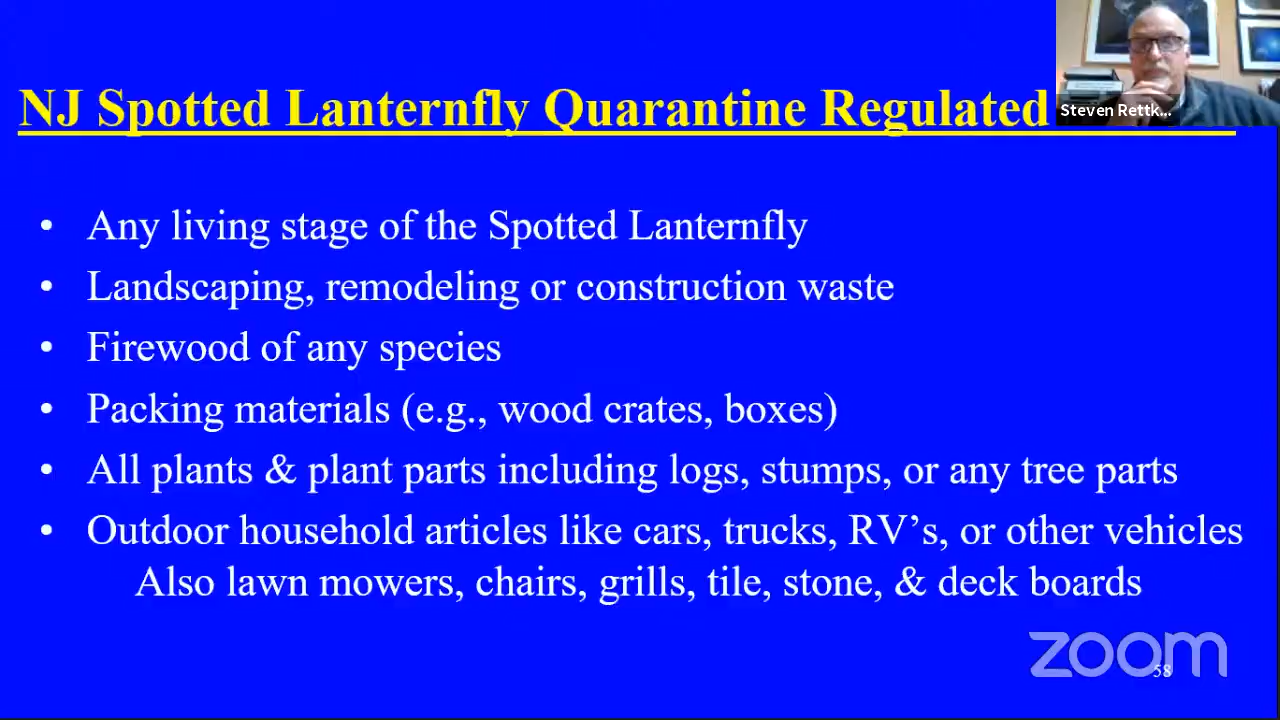 NJ Spotted Lanternfly Quarantine Regulated
Steven Rettk...
• Any living stage of the Spotted Lanternfly
• Landscaping, remodeling or construction waste
• Firewood of any species
• Packing materials (e.g., wood crates, boxes)
• All plants & plant parts including logs, stumps, or any tree parts
• Outdoor household articles like cars, trucks, RV’s, or other vehicles
Also lawn mowers, chairs, grills, tile, stone, & deck boards
zoom
58